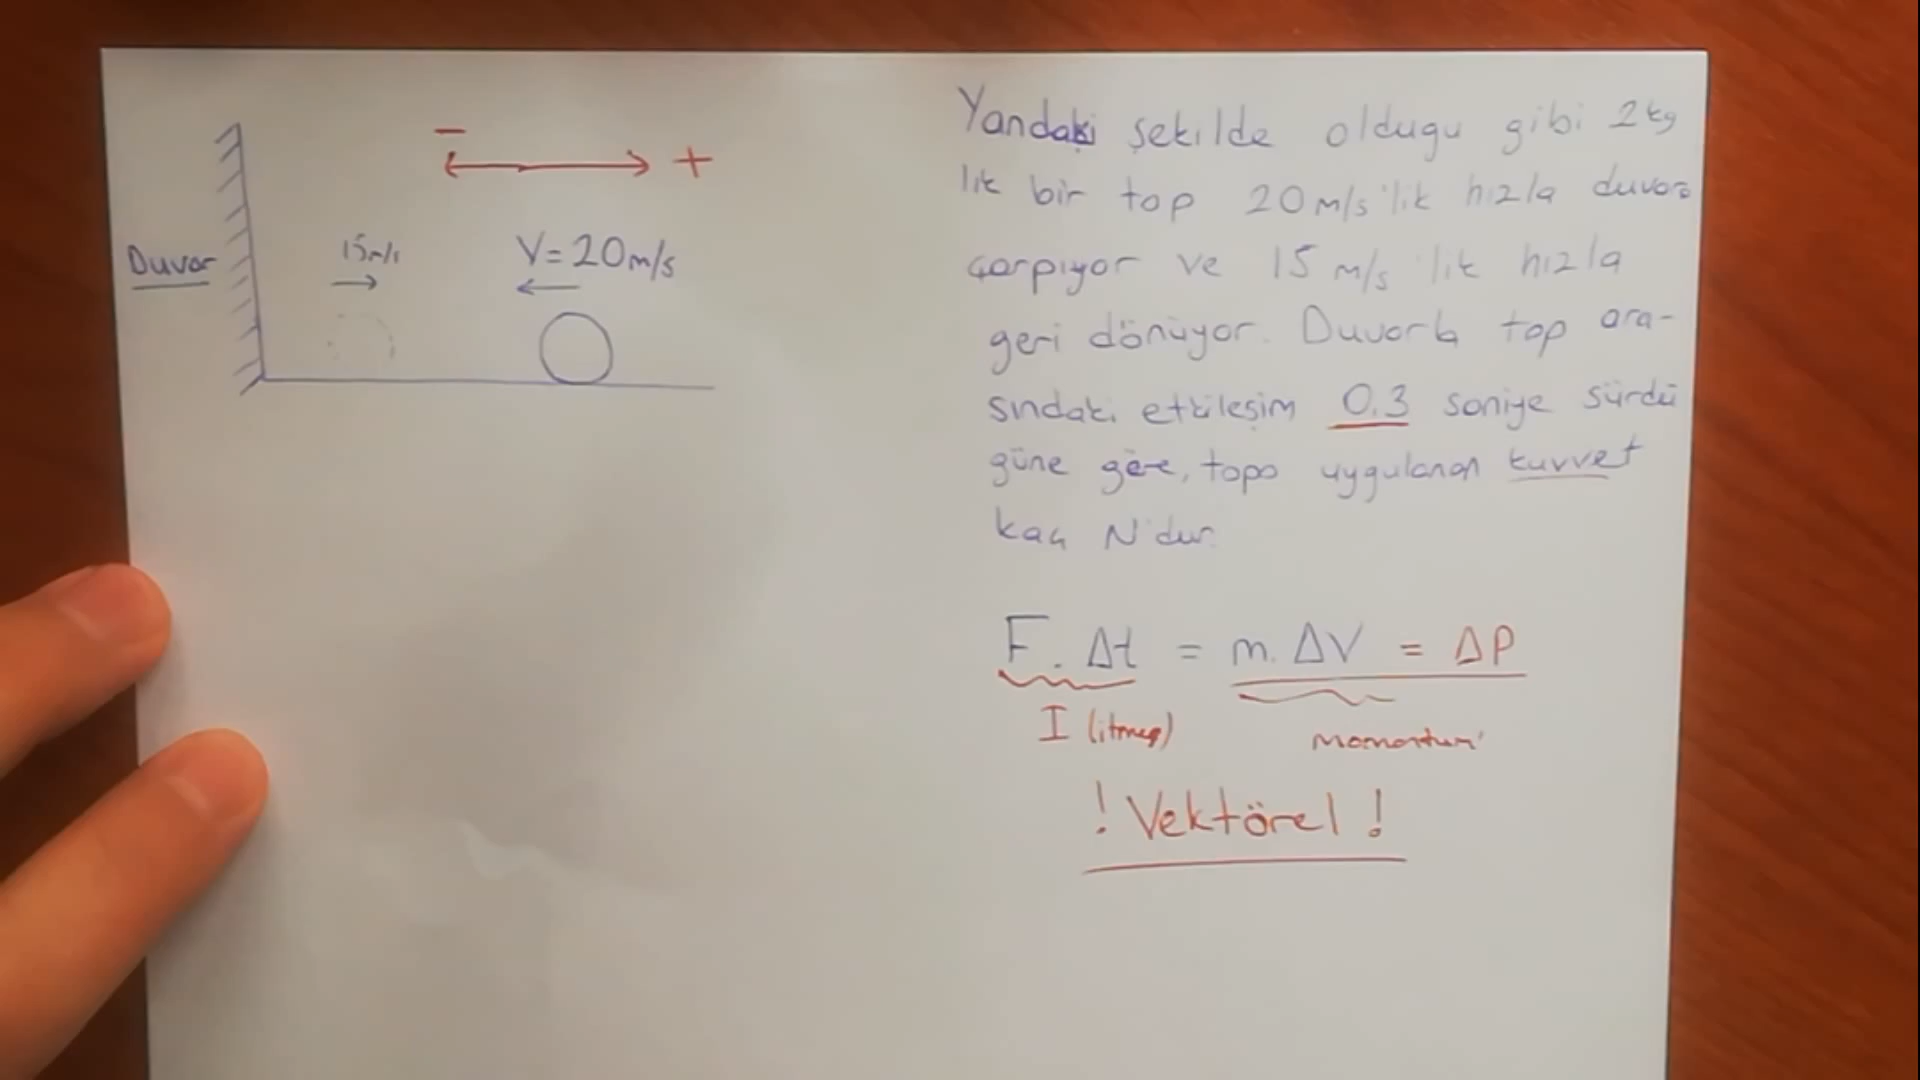 - +
Duvar
15m/s
V=20m/s
Yandaki şekilde olduğu gibi 2kg
lık bir top 20m/s'lik hızla duvara
çarpıyor ve 15 m/s 'lik hızla
geri dönüyor. Duvarla top ara-
sındaki etkileşim 0.3 saniye sürdü
güne göre, topa uygulanan kuvvet
kaç N'dur.
F. Δt = m. ΔV = ΔP
I (itme) momentum
! Vektörel !